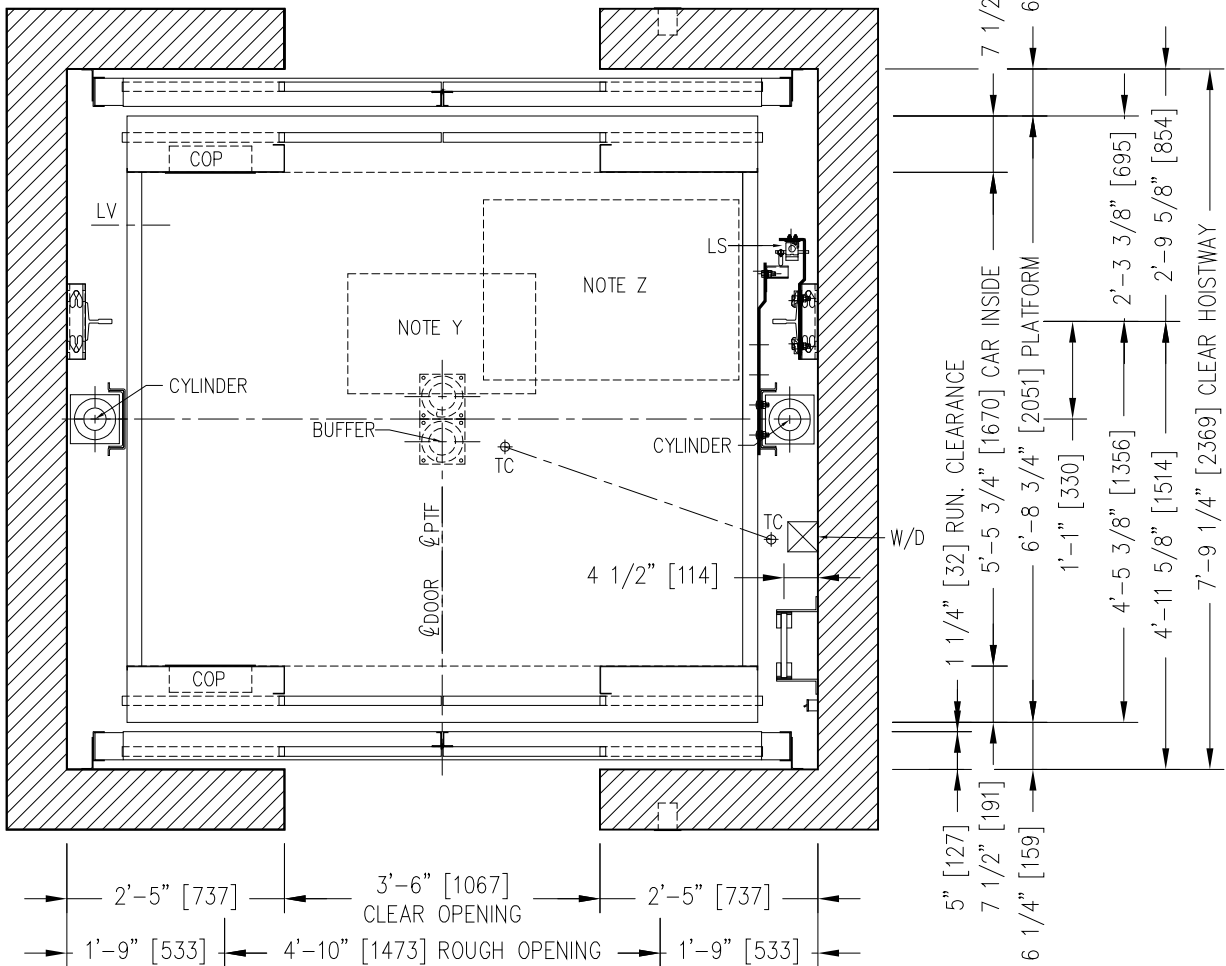 7 1/2
6
COP
LV
LS
NOTE Z
NOTE Y
CYLINDER
BUFFER
CYLINDER
TC
TC
W/D
℄PTF
℄DOOR
4 1/2” [114]
COP
1 1/4” [32] RUN. CLEARANCE
5’-5 3/4” [1670] CAR INSIDE
6’-8 3/4” [2051] PLATFORM
1’-1” [330]
2’-3 3/8” [695]
4’-5 3/8” [1356]
2’-9 5/8” [854]
4’-11 5/8” [1514]
7’-9 1/4” [2369] CLEAR HOISTWAY
5” [127]
7 1/2” [191]
6 1/4” [159]
2’-5” [737]
3’-6” [1067]
CLEAR OPENING
2’-5” [737]
1’-9” [533]
4’-10” [1473] ROUGH OPENING
1’-9” [533]